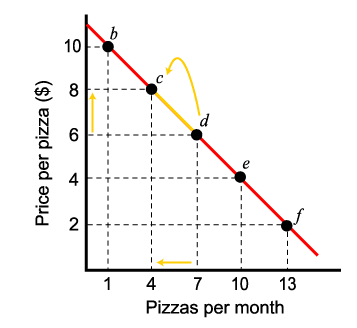 Price per pizza ($)
10
8
6
4
2
b
c
d
e
f
1 4 7 10 13
Pizzas per month